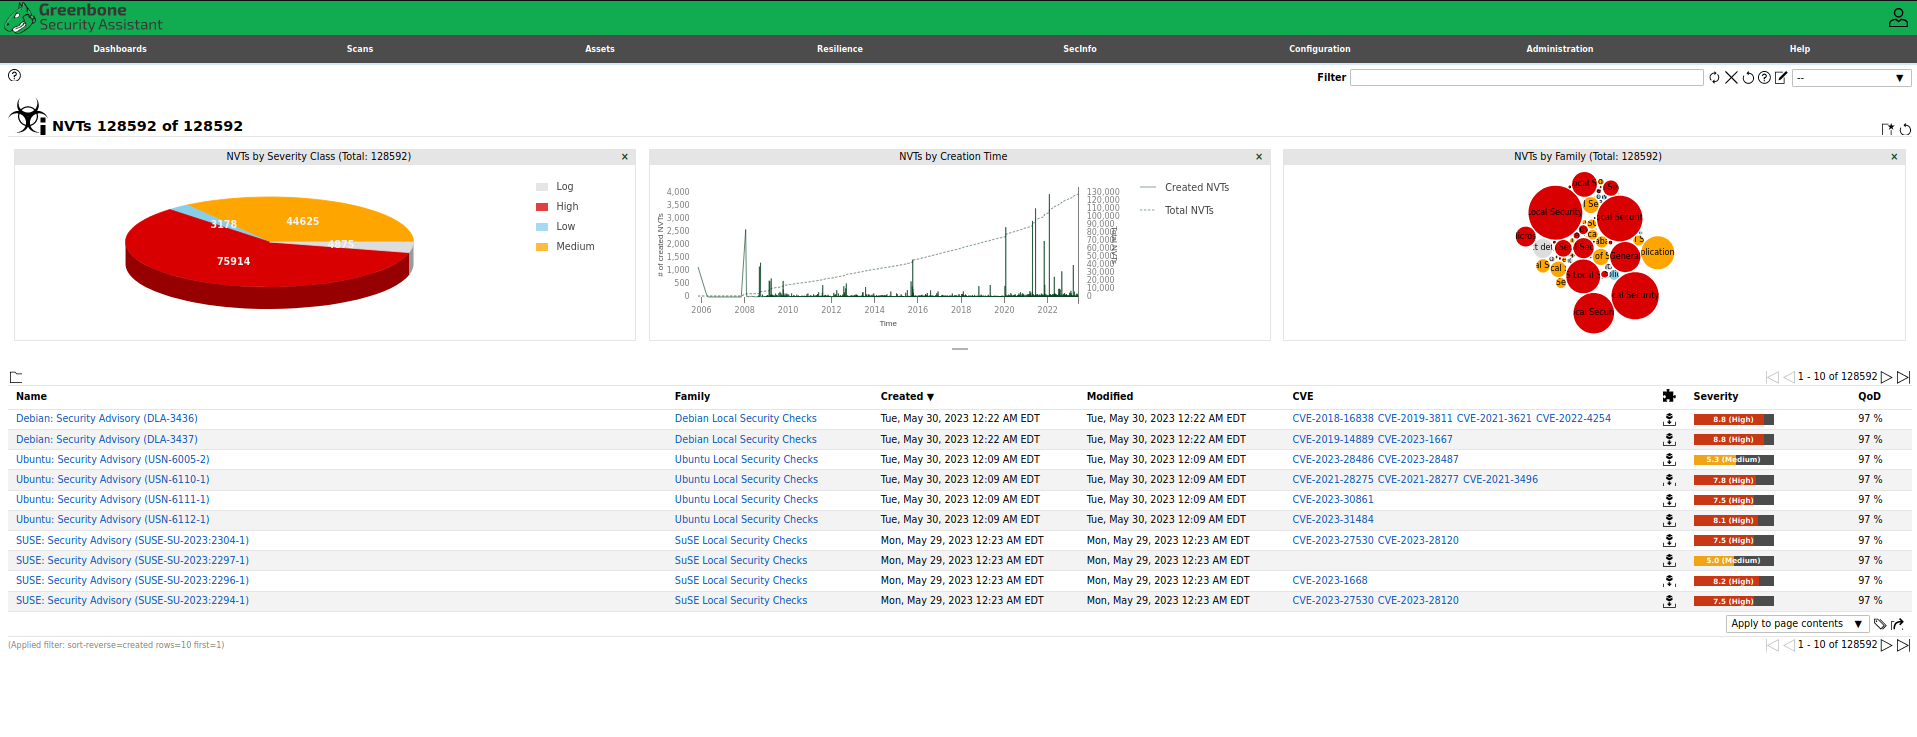 Greenbone
Security Assistant
Dashboards Scans Assets Resilience SecInfo Configuration Administration Help
Filter --
NVTs 128592 of 128592
NVTs by Severity Class (Total: 128592) ×
3178
44625
4875
75914
Log
High
Low
Medium
NVTs by Creation Time ×
# of created NVTs
4,000
3,500
3,000
2,500
2,000
1,500
1,000
500
0
2006 2008 2010 2012 2014 2016 2018 2020 2022
Time
130,000
120,000
110,000
100,000
90,000
80,000
70,000
60,000
50,000
40,000
30,000
20,000
10,000
0
Created NVTs
Total NVTs
NVTs by Family (Total: 128592) ×
ocal Security
cal Securit
plication
Genera
cal Security
cal Secur
1 - 10 of 128592
Name Family Created ▼ Modified CVE Severity QoD
Debian: Security Advisory (DLA-3436) Debian Local Security Checks Tue, May 30, 2023 12:22 AM EDT Tue, May 30, 2023 12:22 AM EDT CVE-2018-16838 CVE-2019-3811 CVE-2021-3621 CVE-2022-4254 8.8 (High) 97 %
Debian: Security Advisory (DLA-3437) Debian Local Security Checks Tue, May 30, 2023 12:22 AM EDT Tue, May 30, 2023 12:22 AM EDT CVE-2019-14889 CVE-2023-1667 8.8 (High) 97 %
Ubuntu: Security Advisory (USN-6005-2) Ubuntu Local Security Checks Tue, May 30, 2023 12:09 AM EDT Tue, May 30, 2023 12:09 AM EDT CVE-2023-28486 CVE-2023-28487 5.3 (Medium) 97 %
Ubuntu: Security Advisory (USN-6110-1) Ubuntu Local Security Checks Tue, May 30, 2023 12:09 AM EDT Tue, May 30, 2023 12:09 AM EDT CVE-2021-28275 CVE-2021-28277 CVE-2021-3496 7.8 (High) 97 %
Ubuntu: Security Advisory (USN-6111-1) Ubuntu Local Security Checks Tue, May 30, 2023 12:09 AM EDT Tue, May 30, 2023 12:09 AM EDT CVE-2023-30861 7.5 (High) 97 %
Ubuntu: Security Advisory (USN-6112-1) Ubuntu Local Security Checks Tue, May 30, 2023 12:09 AM EDT Tue, May 30, 2023 12:09 AM EDT CVE-2023-31484 8.1 (High) 97 %
SUSE: Security Advisory (SUSE-SU-2023:2304-1) SuSE Local Security Checks Mon, May 29, 2023 12:23 AM EDT Mon, May 29, 2023 12:23 AM EDT CVE-2023-27530 CVE-2023-28120 7.5 (High) 97 %
SUSE: Security Advisory (SUSE-SU-2023:2297-1) SuSE Local Security Checks Mon, May 29, 2023 12:23 AM EDT Mon, May 29, 2023 12:23 AM EDT 5.0 (Medium) 97 %
SUSE: Security Advisory (SUSE-SU-2023:2296-1) SuSE Local Security Checks Mon, May 29, 2023 12:23 AM EDT Mon, May 29, 2023 12:23 AM EDT CVE-2023-1668 8.2 (High) 97 %
SUSE: Security Advisory (SUSE-SU-2023:2294-1) SuSE Local Security Checks Mon, May 29, 2023 12:23 AM EDT Mon, May 29, 2023 12:23 AM EDT CVE-2023-27530 CVE-2023-28120 7.5 (High) 97 %
Apply to page contents ▼
(Applied filter: sort-reverse=created rows=10 first=1) 1 - 10 of 128592